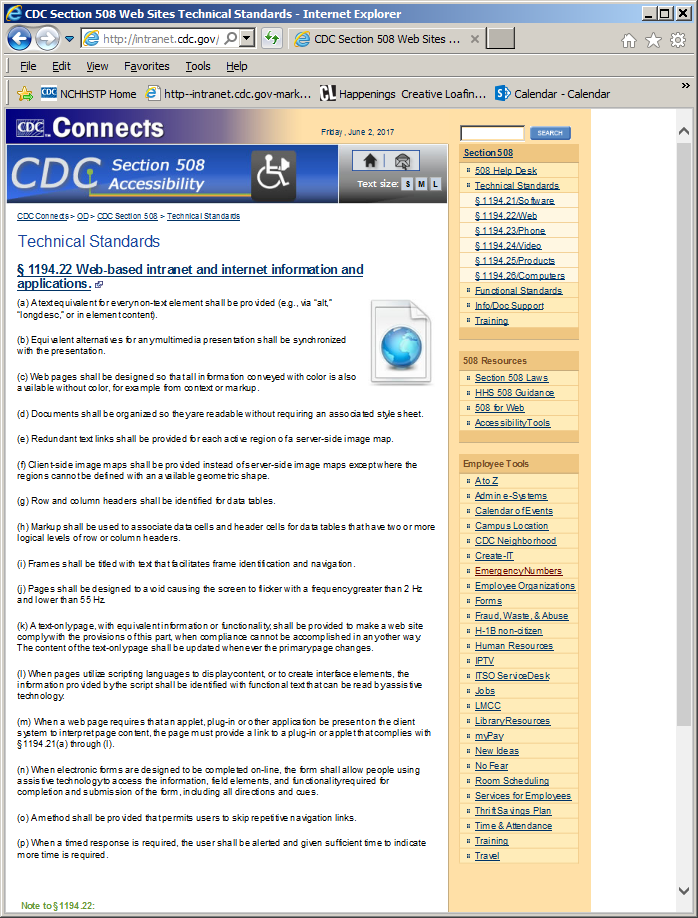 CDC Section 508 Web Sites Technical Standards - Internet Explorer
http://intranet.cdc.gov/
CDC Section 508 Web Sites ...
File Edit View Favorites Tools Help
NCHHSTP Home http--intranet.cdc.gov-mark... Happenings Creative Loafin... Calendar - Calendar
CDC Connects
Friday, June 2, 2017
SEARCH
CDC Section 508
Accessibility
Text size: S M L
CDC Connects > OD > CDC Section 508 > Technical Standards
Technical Standards
§ 1194.22 Web-based intranet and internet information and
applications.
(a) A text equivalent for every non-text element shall be provided (e.g., via "alt,"
"longdesc," or in element content).
(b) Equivalent alternatives for any multimedia presentation shall be synchronized
with the presentation.
(c) Web pages shall be designed so that all information conveyed with color is also
available without color, for example from context or markup.
(d) Documents shall be organized so they are readable without requiring an associated style sheet.
(e) Redundant text links shall be provided for each active region of a server-side image map.
(f) Client-side image maps shall be provided instead of server-side image maps except where the
regions cannot be defined with an available geometric shape.
(g) Row and column headers shall be identified for data tables.
(h) Markup shall be used to associate data cells and header cells for data tables that have two or more
logical levels of row or column headers.
(i) Frames shall be titled with text that facilitates frame identification and navigation.
(j) Pages shall be designed to avoid causing the screen to flicker with a frequency greater than 2 Hz
and lower than 55 Hz.
(k) A text-only page, with equivalent information or functionality, shall be provided to make a web site
comply with the provisions of this part, when compliance cannot be accomplished in any other way.
The content of the text-only page shall be updated whenever the primary page changes.
(l) When pages utilize scripting languages to display content, or to create interface elements, the
information provided by the script shall be identified with functional text that can be read by assistive
technology.
(m) When a web page requires that an applet, plug-in or other application be present on the client
system to interpret page content, the page must provide a link to a plug-in or applet that complies with
§1194.21(a) through (l).
(n) When electronic forms are designed to be completed on-line, the form shall allow people using
assistive technology to access the information, field elements, and functionality required for
completion and submission of the form, including all directions and cues.
(o) A method shall be provided that permits users to skip repetitive navigation links.
(p) When a timed response is required, the user shall be alerted and given sufficient time to indicate
more time is required.
Note to §1194.22:
Section 508
508 Help Desk
Technical Standards
§ 1194.21/Software
§ 1194.22/Web
§ 1194.23/Phone
§ 1194.24/Video
§ 1194.25/Products
§ 1194.26/Computers
Functional Standards
Info/Doc Support
Training
508 Resources
Section 508 Laws
HHS 508 Guidance
508 for Web
Accessibility Tools
Employee Tools
A to Z
Admin e-Systems
Calendar of Events
Campus Location
CDC Neighborhood
Create-IT
Emergency Numbers
Employee Organizations
Forms
Fraud, Waste, & Abuse
H-1B non-citizen
Human Resources
IPTV
ITSO ServiceDesk
Jobs
LMCC
Library Resources
myPay
New Ideas
No Fear
Room Scheduling
Services for Employees
Thrift Savings Plan
Time & Attendance
Training
Travel